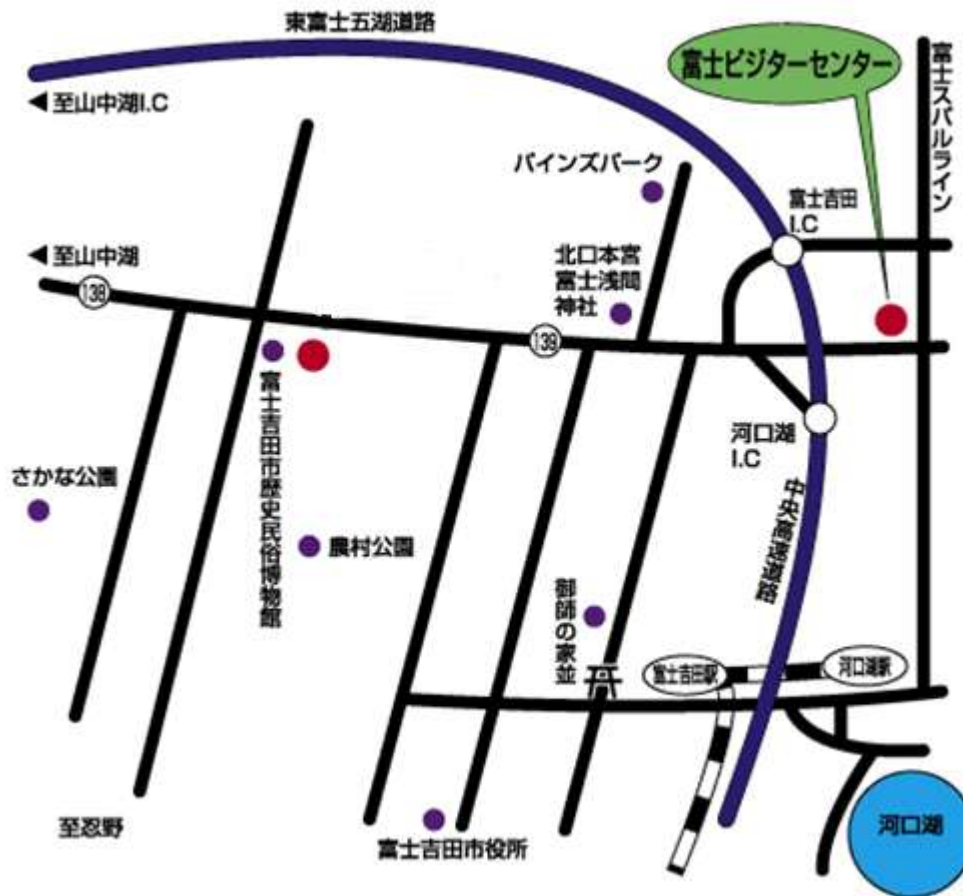 東富士五湖道路
富士ビジターセンター
富士スバルライン
◀至山中湖I.C
パインズパーク
富士吉田
I.C
◀至山中湖
北口本宮
富士浅間
神社
138
139
富士吉田市歴史民俗博物館
河口湖
I.C
さかな公園
農村公園
中央高速道路
御師の家並
富士吉田駅
河口湖駅
至忍野
富士吉田市役所
河口湖